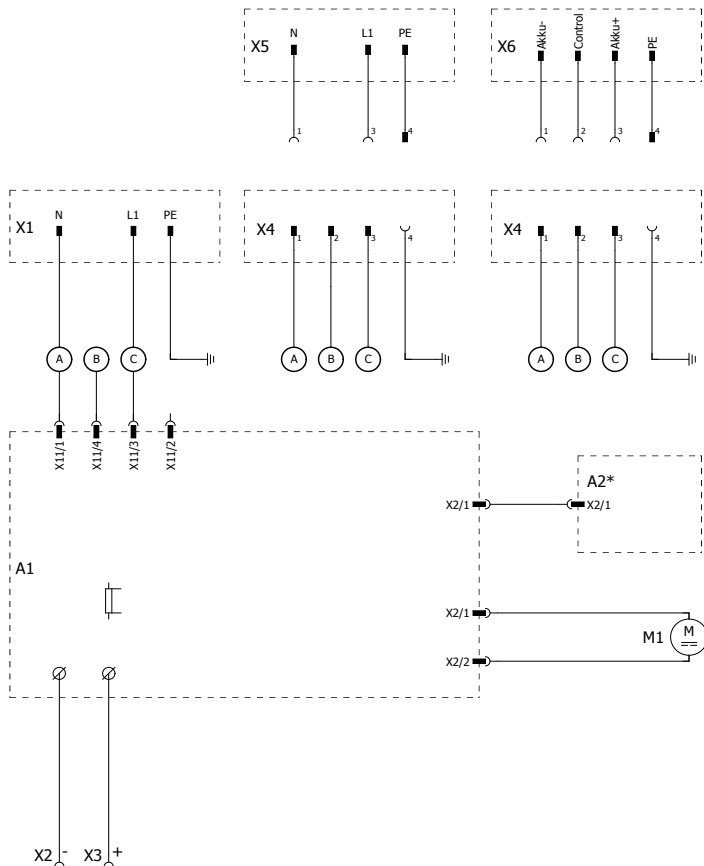 X5
N
L1
PE
1
3
4
X6
Akku-
Control
Akku+
PE
1
2
3
4
X1
N
L1
PE
X4
1
2
3
4
X4
1
2
3
4
A
B
C
A
B
C
A
B
C
X11/1
X11/4
X11/3
X11/2
X2/1
A2*
X2/1
A1
X2/1
M1
M
X2/2
X2 -
X3 +